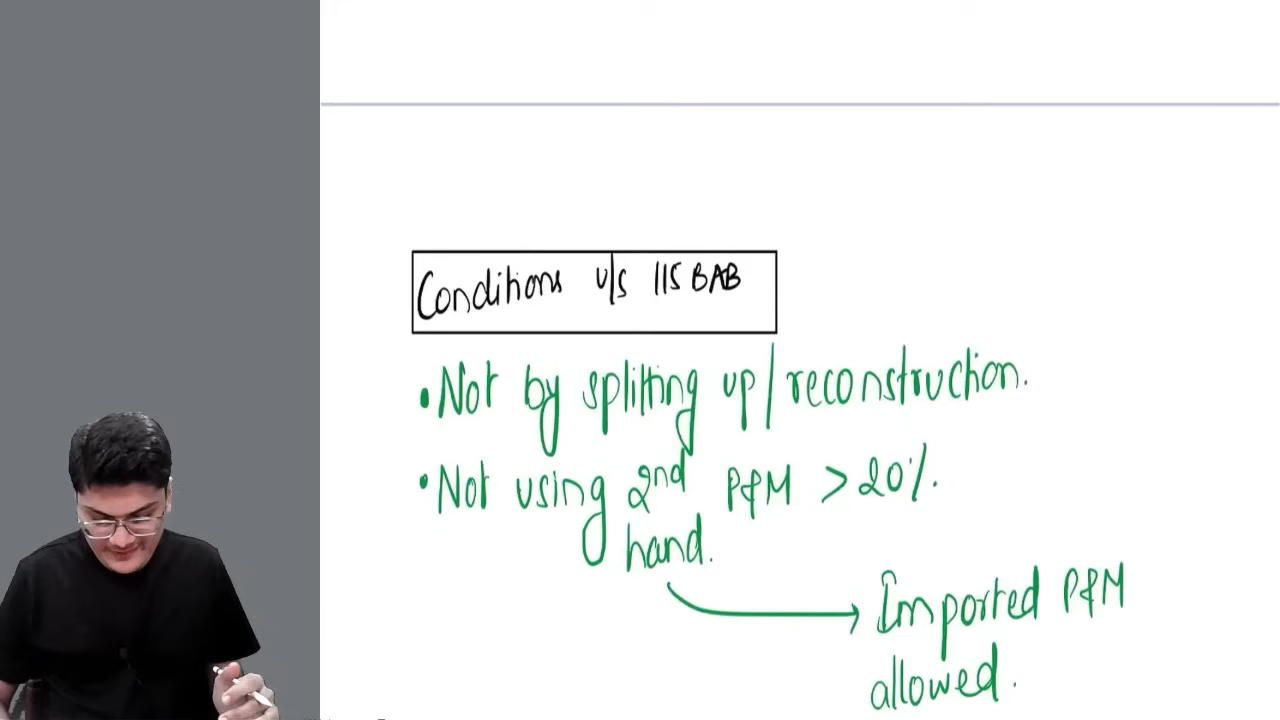 Conditions u/s 115BAB
• Not by splitting up/reconstruction.
• Not using 2nd P&M > 20%.
hand.
Imported P&M
allowed.